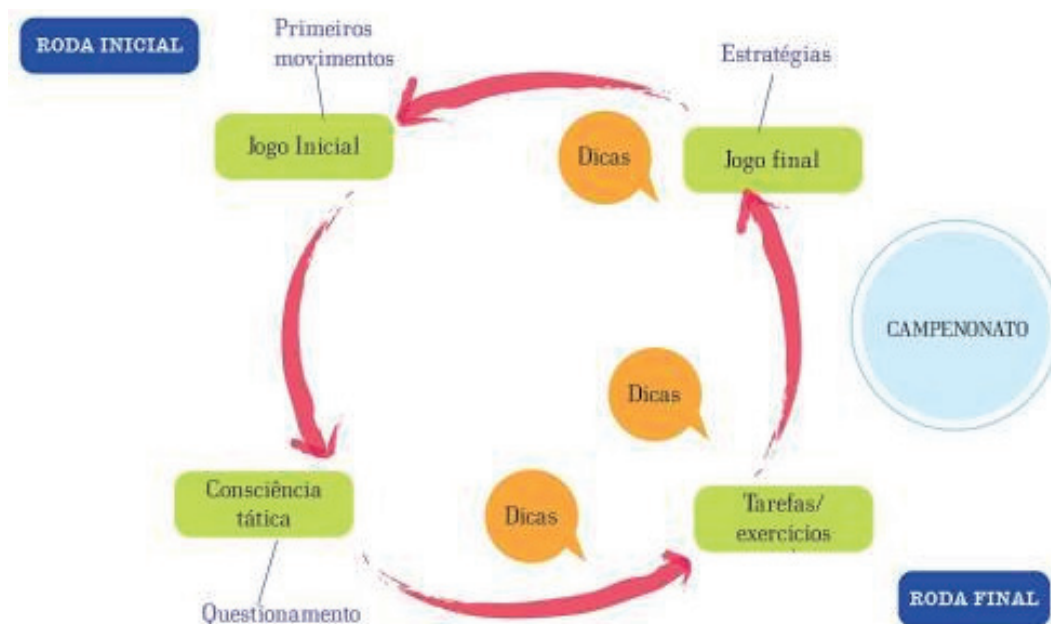 RODA INICIAL
Primeiros
movimentos
Estratégias
Jogo Inicial
Dicas
Jogo final
CAMPENONATO
Dicas
Consciência
tática
Dicas
Tarefas/
exercícios
Questionamento
RODA FINAL